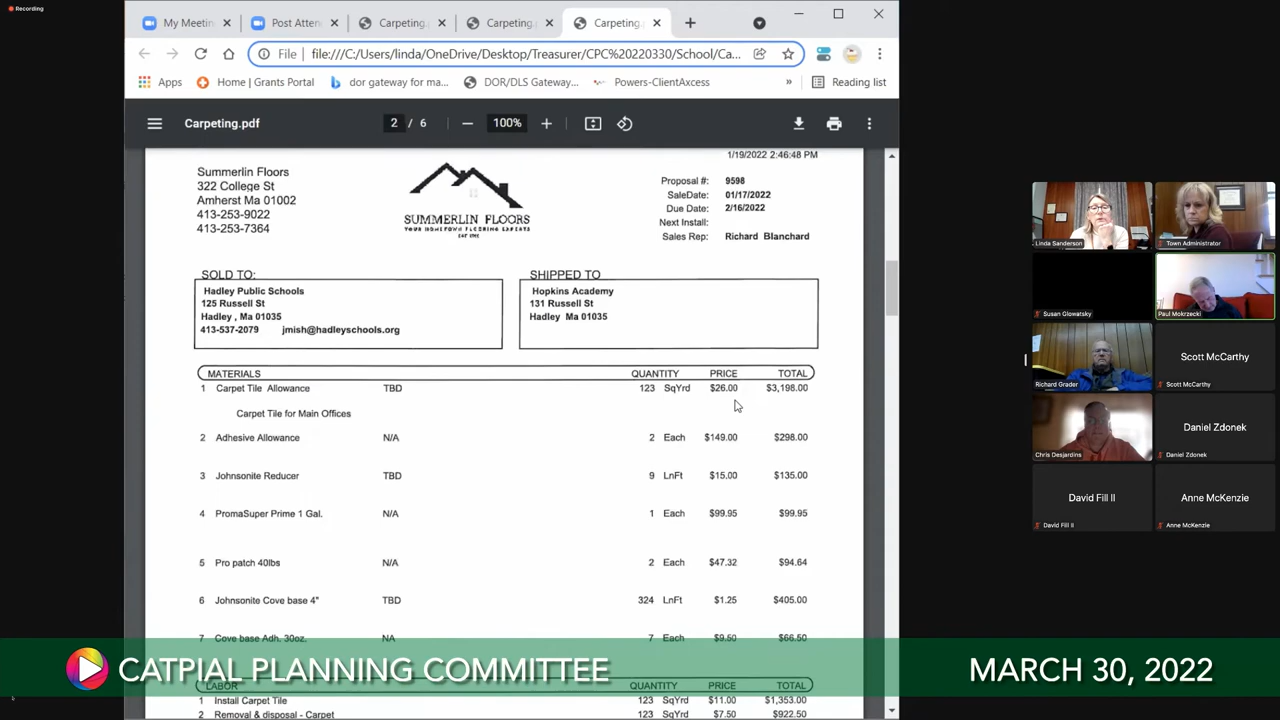 Recording
My Meetin
Post Atten
Carpeting.
Carpeting.
Carpeting.
File file:///C:/Users/linda/OneDrive/Desktop/Treasurer/CPC%20220330/School/Ca...
Apps
Home | Grants Portal
dor gateway for ma...
DOR/DLS Gateway...
Powers-ClientAxcess
»
Reading list
Carpeting.pdf
2 / 6
100%
1/19/2022 2:46:48 PM
Summerlin Floors
322 College St
Amherst Ma 01002
413-253-9022
413-253-7364
SUMMERLIN FLOORS
YOUR HOMETOWN FLOORING EXPERTS
Proposal #: 9598
SaleDate: 01/17/2022
Due Date: 2/16/2022
Next Install:
Sales Rep: Richard Blanchard
SOLD TO:
Hadley Public Schools
125 Russell St
Hadley , Ma 01035
413-537-2079 jmish@hadleyschools.org
SHIPPED TO
Hopkins Academy
131 Russell St
Hadley Ma 01035
MATERIALS QUANTITY PRICE TOTAL
1 Carpet Tile Allowance TBD 123 SqYrd $26.00 $3,198.00
Carpet Tile for Main Offices
2 Adhesive Allowance N/A 2 Each $149.00 $298.00
3 Johnsonite Reducer TBD 9 LnFt $15.00 $135.00
4 PromaSuper Prime 1 Gal. N/A 1 Each $99.95 $99.95
5 Pro patch 40lbs N/A 2 Each $47.32 $94.64
6 Johnsonite Cove base 4" TBD 324 LnFt $1.25 $405.00
7 Cove base Adh. 30oz. NA 7 Each $9.50 $66.50
LABOR QUANTITY PRICE TOTAL
1 Install Carpet Tile 123 SqYrd $11.00 $1,353.00
2 Removal & disposal - Carpet 123 SqYrd $7.50 $922.50
Linda Sanderson
Town Administrator
Susan Glowatsky
Paul Mokrzecki
Richard Grader
Scott McCarthy
Scott McCarthy
Chris Desjardins
Daniel Zdonek
Daniel Zdonek
David Fill II
David Fill II
Anne McKenzie
Anne McKenzie
CATPIAL PLANNING COMMITTEE
MARCH 30, 2022